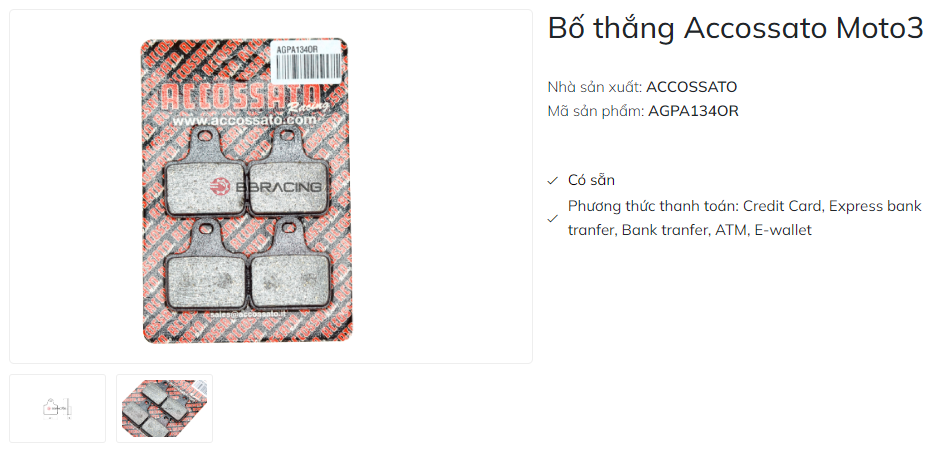 Bố thắng Accossato Moto3
Nhà sản xuất: ACCOSSATO
Mã sản phẩm: AGPA134OR
Có sẵn
Phương thức thanh toán: Credit Card, Express bank
tranfer, Bank tranfer, ATM, E-wallet
AGPA134OR
ACCOSSATO
Racing
www.accossato.com
BBRACING
sales@accossato.it